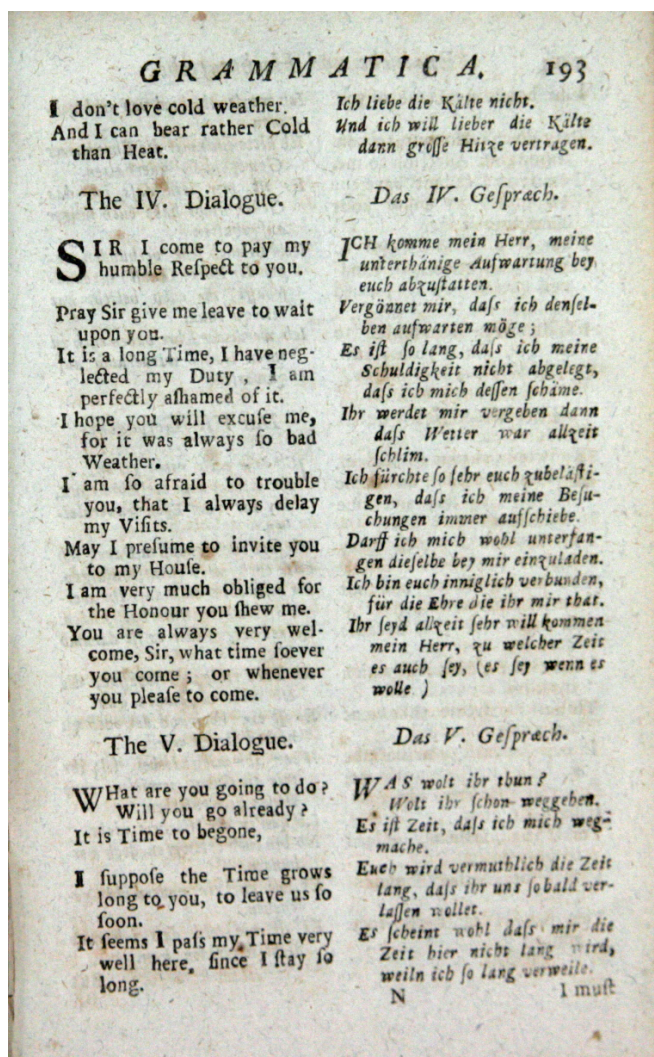 GRAMMATICA. 193
I don't love cold weather.
And I can bear rather Cold
than Heat.
The IV. Dialogue.
SIR I come to pay my
humble Reſpect to you.
Pray Sir give me leave to wait
upon you.
It is a long Time, I have neg-
lected my Duty, I am
perfectly aſhamed of it.
I hope you will excuſe me,
for it was always ſo bad
Weather.
I am ſo afraid to trouble
you, that I always delay
my Viſits.
May I preſume to invite you
to my Houſe.
I am very much obliged for
the Honour you ſhew me.
You are always very wel-
come, Sir, what time ſoever
you come; or whenever
you pleaſe to come.
The V. Dialogue.
WHat are you going to do?
Will you go already?
It is Time to begone,
I ſuppoſe the Time grows
long to you, to leave us ſo
ſoon.
It ſeems I paſs my Time very
well here, ſince I ſtay ſo
long.
Ich liebe die Kälte nicht.
Und ich will lieber die Kälte
dann groſſe Hitze vertragen.
Das IV. Geſpræch.
ICH komme mein Herr, meine
unterthänige Aufwartung bey
euch abzuſtatten.
Vergönnet mir, daſs ich denſel-
ben aufwarten möge;
Es iſt ſo lang, daſs ich meine
Schuldigkeit nicht abgelegt,
daſs ich mich deſſen ſchäme.
Ihr werdet mir vergeben dann
daſs Wetter war allzeit
ſchlim.
Ich fürchte ſo ſehr euch zubeläſti-
gen, daſs ich meine Beſu-
chungen immer aufſchiebe.
Darff ich mich wohl unterfan-
gen dieſelbe bey mir einzuladen.
Ich bin euch inniglich verbunden,
für die Ehre die ihr mir that.
Ihr ſeyd allzeit ſehr will kommen
mein Herr, zu welcher Zeit
es auch ſey, (es ſey wenn es
wolle )
Das V. Geſpræch.
WAS wolt ihr thun?
Wolt ihr ſchon weggehen.
Es iſt Zeit, daſs ich mich weg-
mache.
Euch wird vermuthlich die Zeit
lang, daſs ihr uns ſobald ver-
laſſen wollet.
Es ſcheint wohl daſs mir die
Zeit hier nicht lang wird,
weiln ich ſo lang verweile.
N I muſt